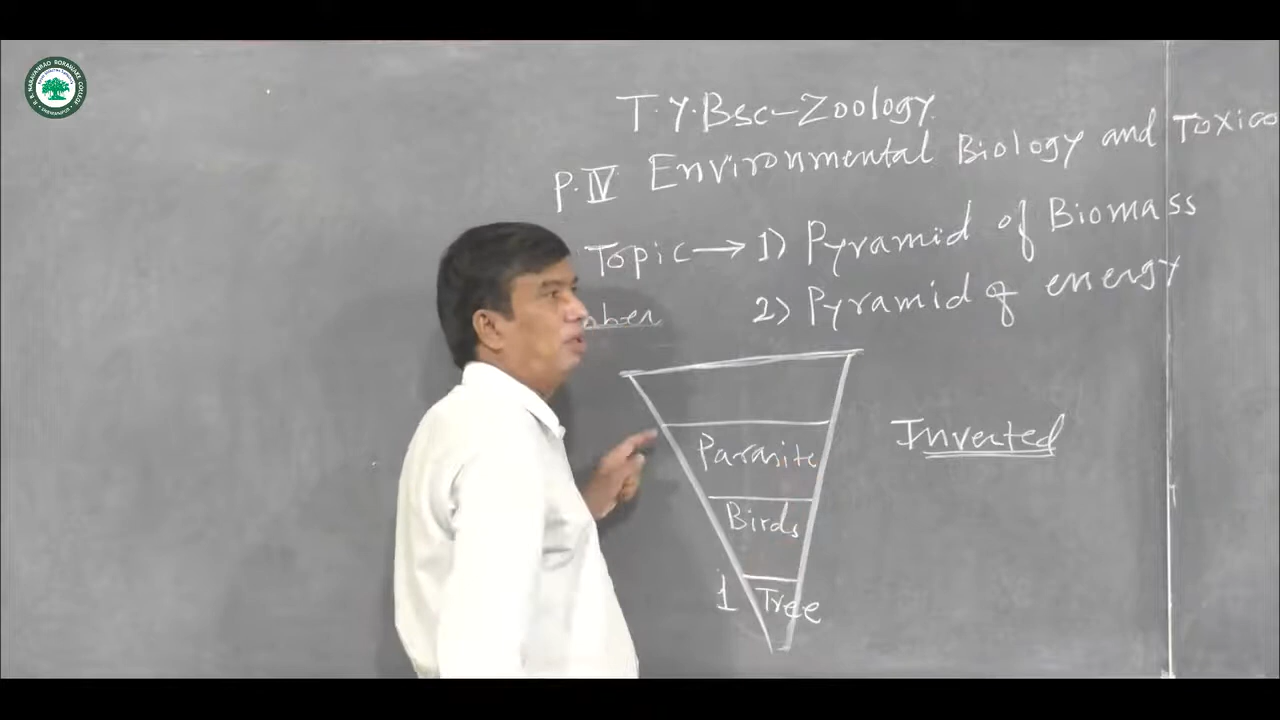 T.Y.Bsc-Zoology
P.IV Environmental Biology and Toxico
Topic → 1) Pyramid of Biomass
2) Pyramid of energy
Inverted
Parasite
Birds
1 Tree